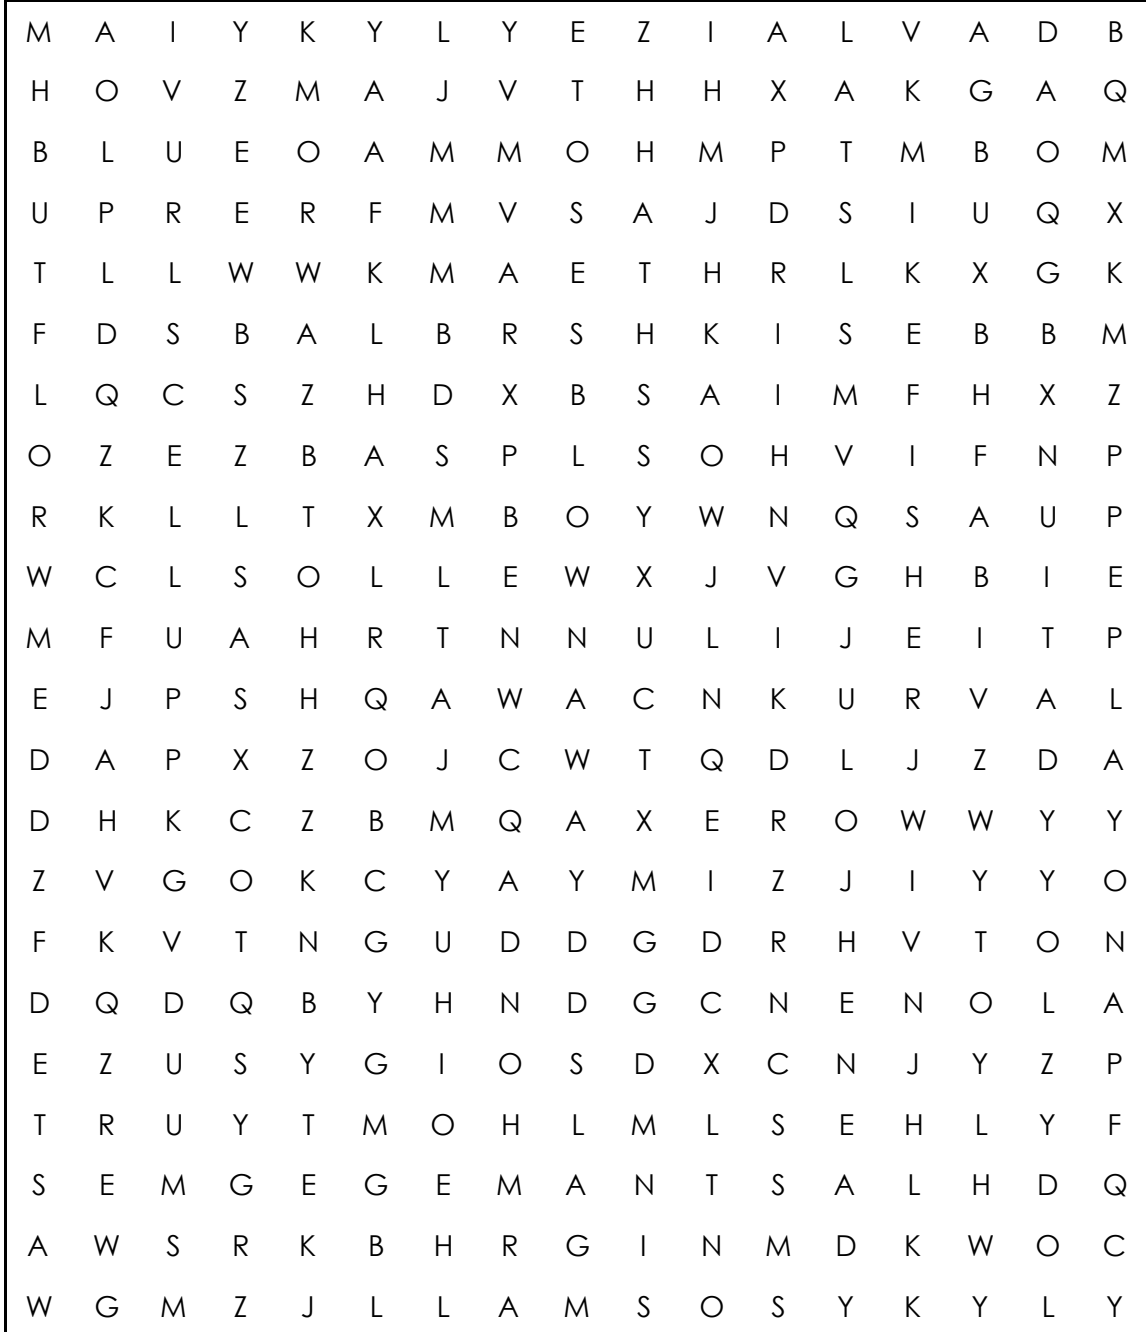 M A I Y K Y L Y E Z I A L V A D B
H O V Z M A J V T H H X A K G A Q
B L U E O A M M O H M P T M B O M
U P R E R F M V S A J D S I U Q X
T L L W W K M A E T H R L K X G K
F D S B A L B R S H K I S E B B M
L Q C S Z H D X B S A I M F H X Z
O Z E Z B A S P L S O H V I F N P
R K L L T X M B O Y W N Q S A U P
W C L S O L L E W X J V G H B I E
M F U A H R T N N U L I J E I T P
E J P S H Q A W A C N K U R V A L
D A P X Z O J C W T Q D L J Z D A
D H K C Z B M Q A X E R O W W Y Y
Z V G O K C Y A Y M I Z J I Y Y O
F K V T N G U D D G D R H V T O N
D Q D Q B Y H N D G C N E N O L A
E Z U S Y G I O S D X C N J Y Z P
T R U Y T M O H L M L S E H L Y F
S E M G E G E M A N T S A L H D Q
A W S R K B H R G I N M D K W O C
W G M Z J L L A M S O S Y K Y L Y